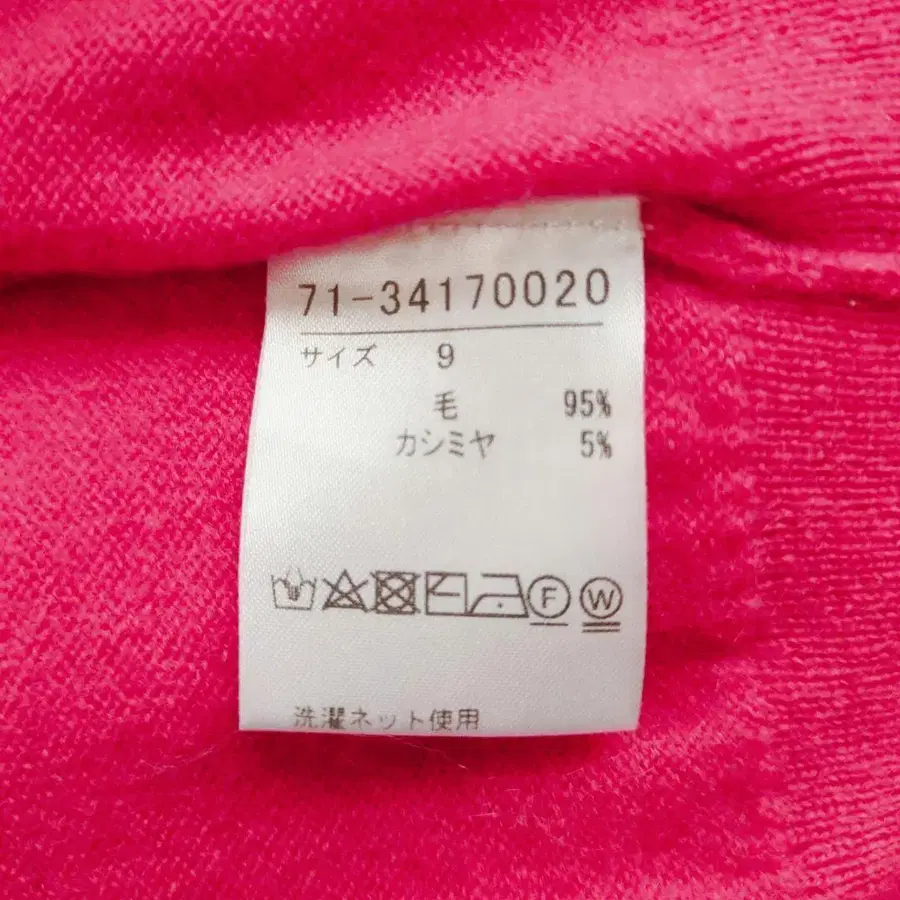 71-34170020
サイズ 9
毛 95%
カシミヤ 5%
F W
洗濯ネット使用